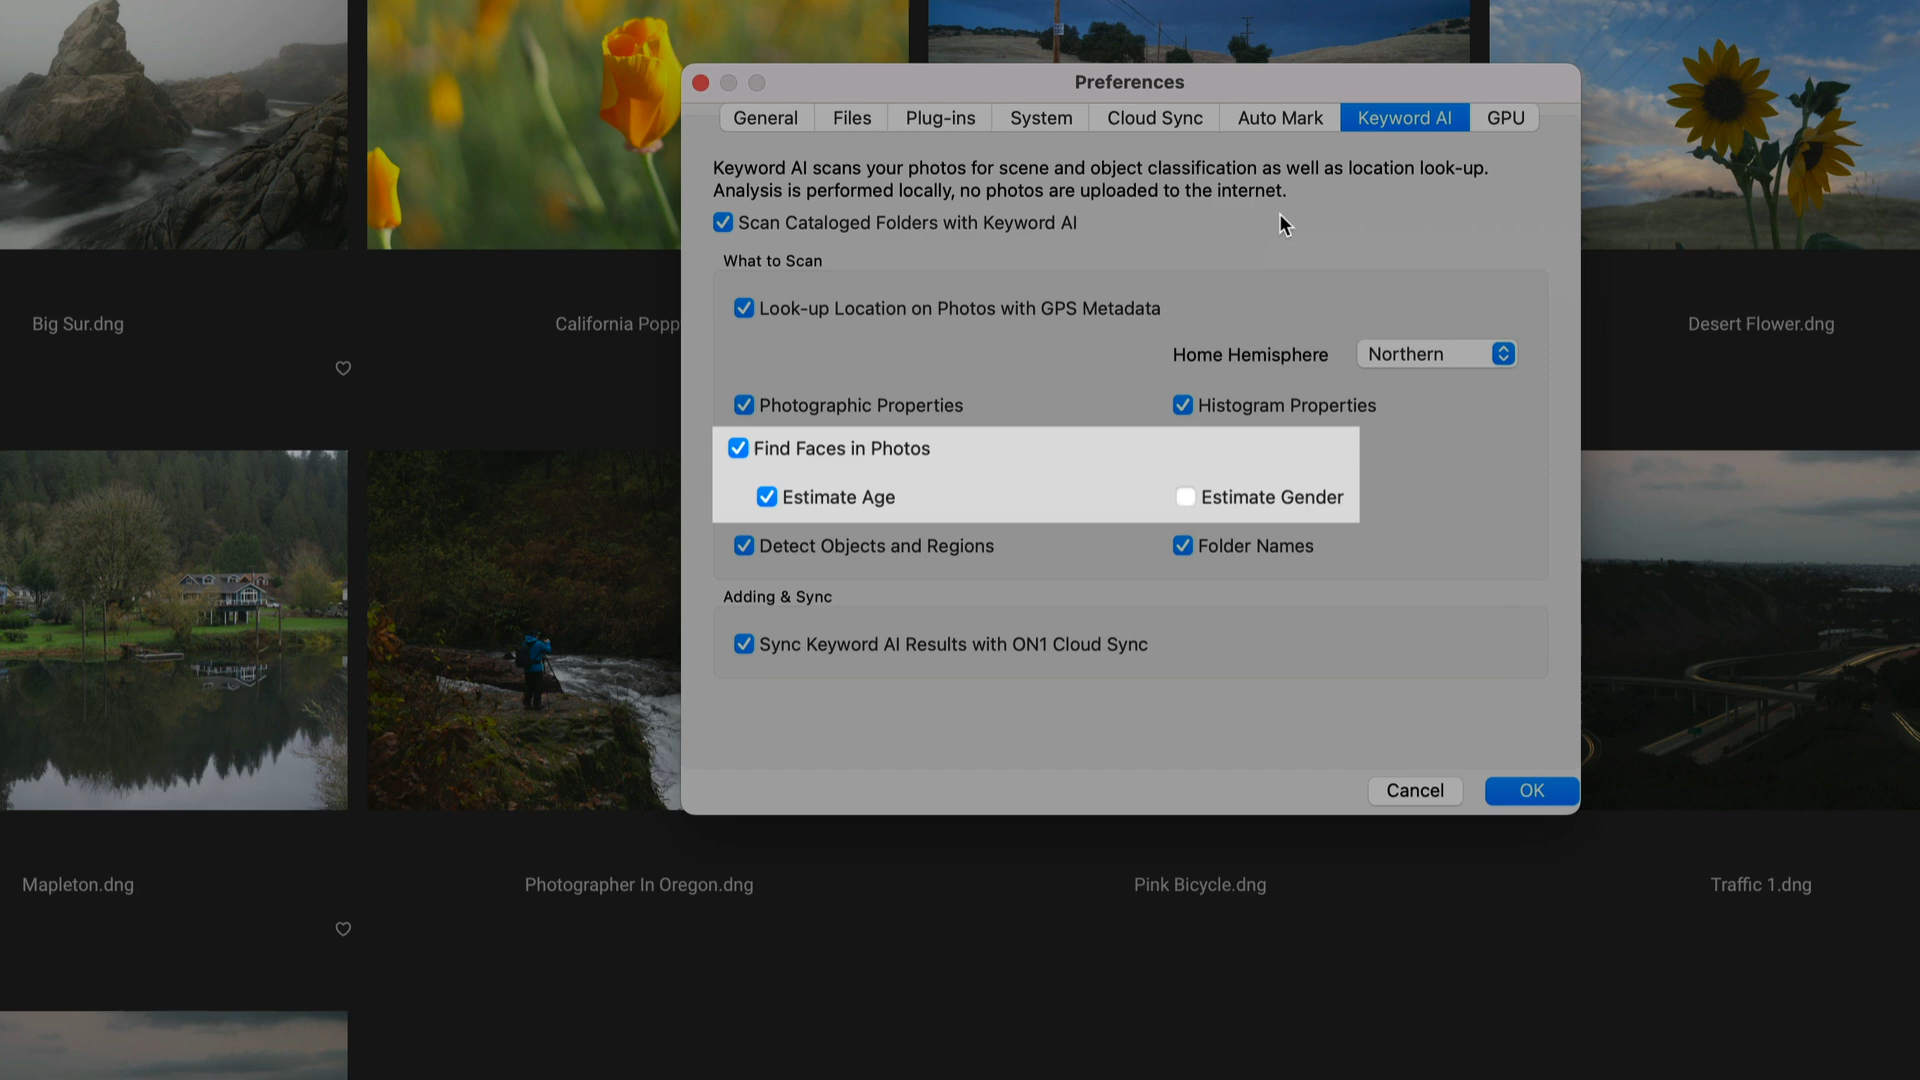 Preferences
General
Files
Plug-ins
System
Cloud Sync
Auto Mark
Keyword AI
GPU
Keyword AI scans your photos for scene and object classification as well as location look-up.
Analysis is performed locally, no photos are uploaded to the internet.
Scan Cataloged Folders with Keyword AI
What to Scan
Look-up Location on Photos with GPS Metadata
Home Hemisphere
Northern
Photographic Properties
Histogram Properties
Find Faces in Photos
Estimate Age
Estimate Gender
Detect Objects and Regions
Folder Names
Adding & Sync
Sync Keyword AI Results with ON1 Cloud Sync
Cancel
OK
Big Sur.dng
California Popp
Desert Flower.dng
Mapleton.dng
Photographer In Oregon.dng
Pink Bicycle.dng
Traffic 1.dng